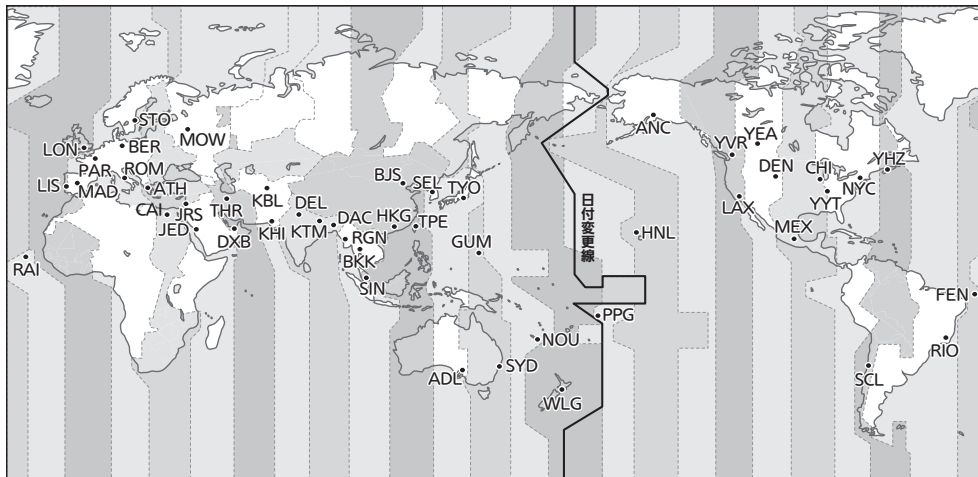 STO
MOW
LON
BER
PAR
ROM
LIS
MAD
ATH
CAI
JRS
JED
THR
DXB
KBL
KHI
DEL
KTM
DAC
RGN
BKK
SIN
BJS
SEL
TYO
HKG
TPE
GUM
RAI
ADL
SYD
NOU
WLG
日付変更線
PPG
HNL
ANC
YVR
YEA
DEN
CHI
YHZ
NYC
YYT
LAX
MEX
FEN
RIO
SCL